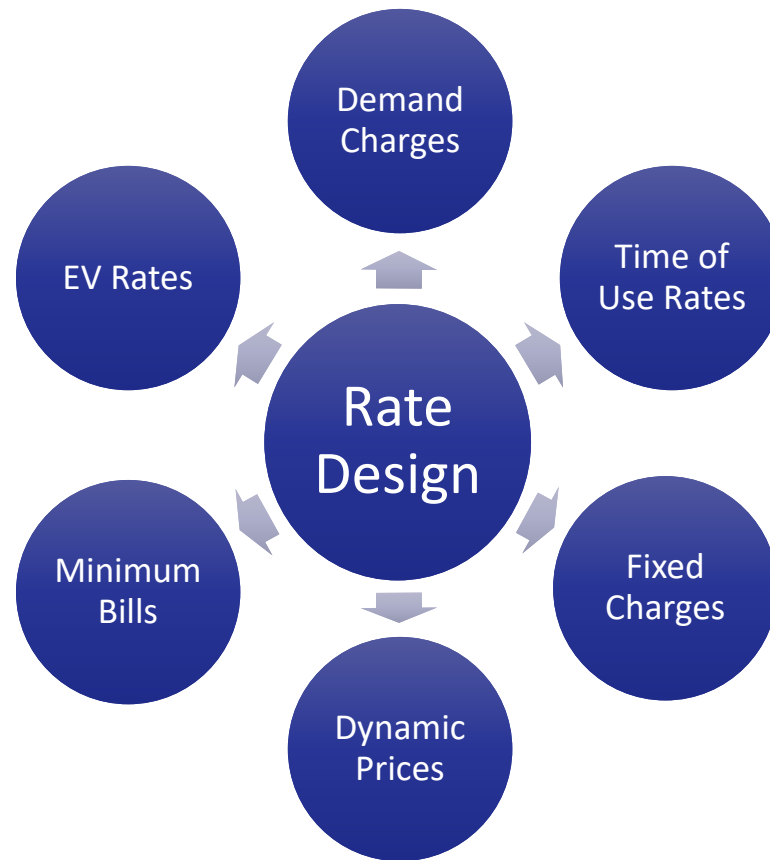 Demand
Charges
EV Rates
Time of
Use Rates
Rate
Design
Minimum
Bills
Fixed
Charges
Dynamic
Prices